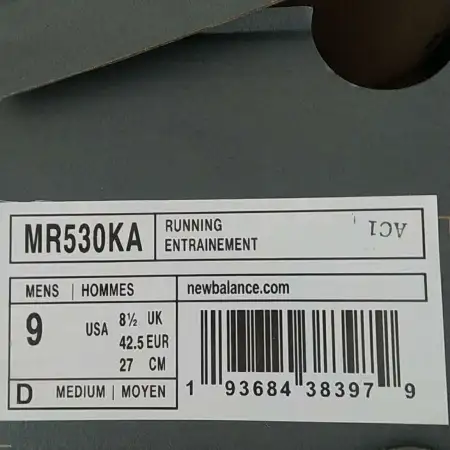 MR530KA
RUNNING
ENTRAINEMENT
AC1
MENS | HOMMES
newbalance.com
9 USA 8½ UK
42.5 EUR
27 CM
D MEDIUM | MOYEN
1 93684 38397 9